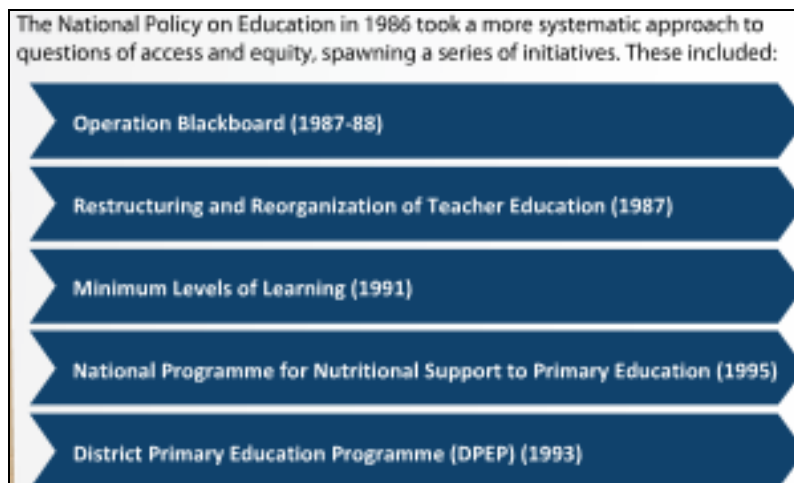 The National Policy on Education in 1986 took a more systematic approach to
questions of access and equity, spawning a series of initiatives. These included:
Operation Blackboard (1987-88)
Restructuring and Reorganization of Teacher Education (1987)
Minimum Levels of Learning (1991)
National Programme for Nutritional Support to Primary Education (1995)
District Primary Education Programme (DPEP) (1993)